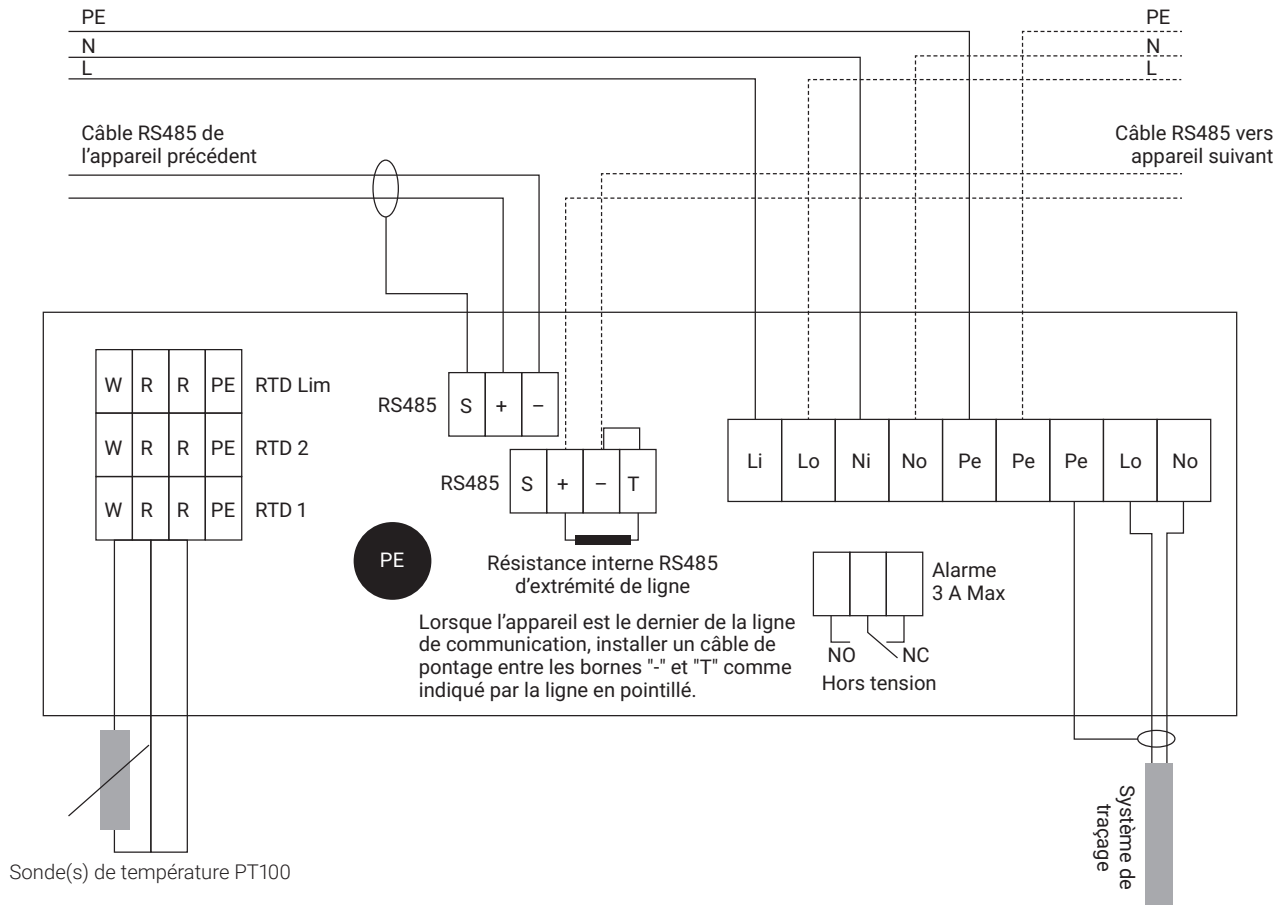 PE
N
L
PE
N
L
Câble RS485 de
l'appareil précédent
Câble RS485 vers
appareil suivant
W R R PE RTD Lim
W R R PE RTD 2
W R R PE RTD 1
RS485 S + –
RS485 S + – T
Li Lo Ni No Pe Pe Pe Lo No
PE
Résistance interne RS485
d'extrémité de ligne
Lorsque l'appareil est le dernier de la ligne
de communication, installer un câble de
pontage entre les bornes "-" et "T" comme
indiqué par la ligne en pointillé.
Alarme
3 A Max
NO NC
Hors tension
Système de
traçage
Sonde(s) de température PT100